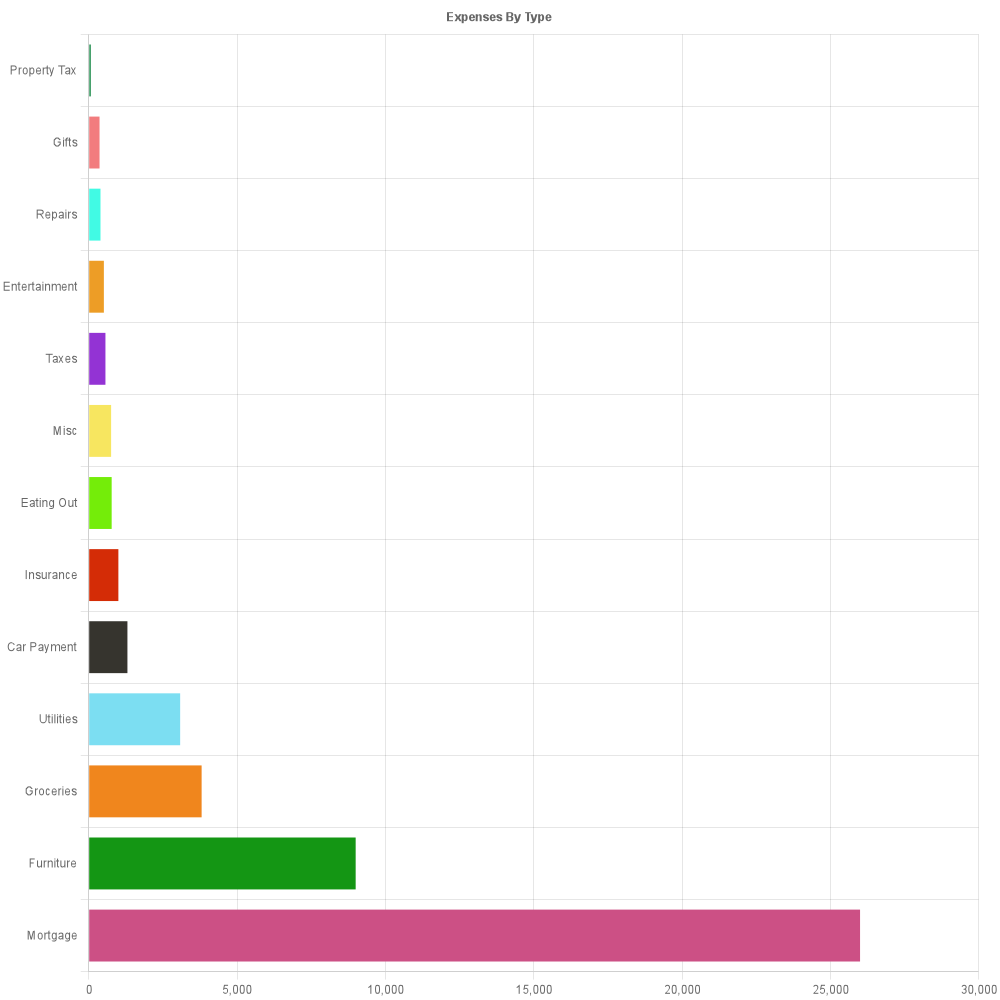 Expenses By Type
Property Tax
Gifts
Repairs
Entertainment
Taxes
Misc
Eating Out
Insurance
Car Payment
Utilities
Groceries
Furniture
Mortgage
0 5,000 10,000 15,000 20,000 25,000 30,000